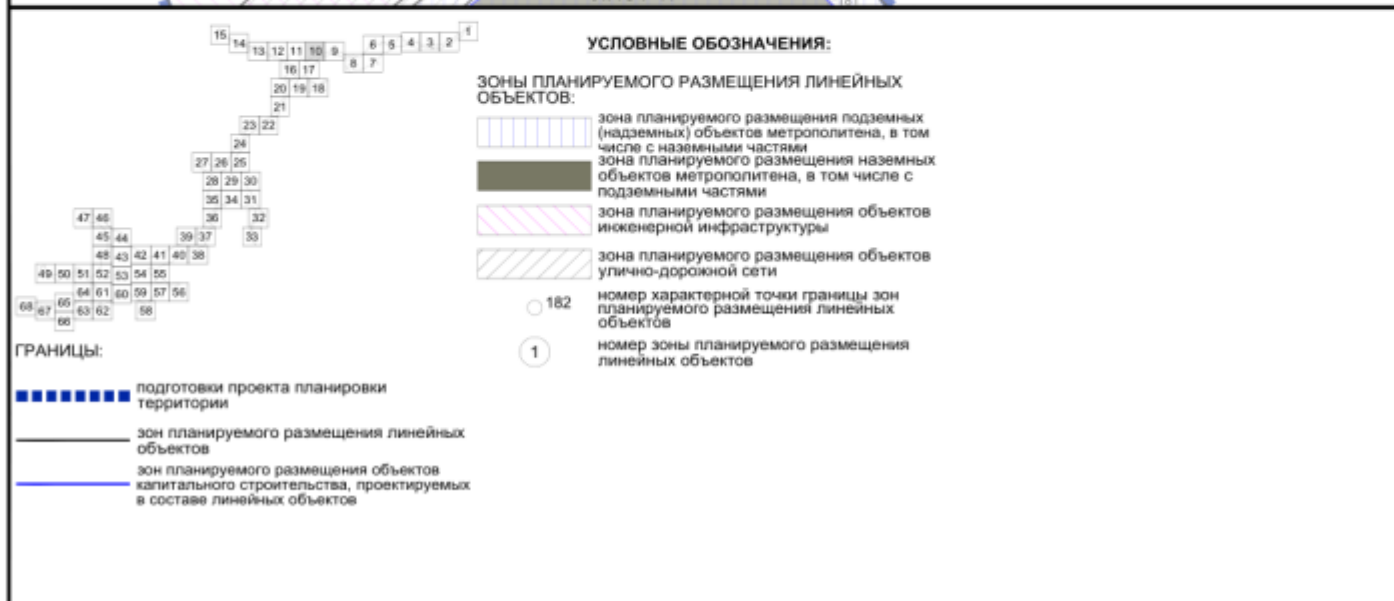 15 14 13 12 11 10 9 8 7 6 5 4 3 2 1
16 17
20 19 18
21
23 22
24
27 26 25
28 29 30
35 34 31
47 46 36 32
45 44 39 37 33
48 43 42 41 40 38
49 50 51 52 53 54 55
64 61 60 59 57 56
68 67 65 63 62 58
66
ГРАНИЦЫ:
подготовки проекта планировки
территории
зон планируемого размещения линейных
объектов
зон планируемого размещения объектов
капитального строительства, проектируемых
в составе линейных объектов
УСЛОВНЫЕ ОБОЗНАЧЕНИЯ:
ЗОНЫ ПЛАНИРУЕМОГО РАЗМЕЩЕНИЯ ЛИНЕЙНЫХ
ОБЪЕКТОВ:
зона планируемого размещения подземных
(надземных) объектов метрополитена, в том
числе с наземными частями
зона планируемого размещения наземных
объектов метрополитена, в том числе с
подземными частями
зона планируемого размещения объектов
инженерной инфраструктуры
зона планируемого размещения объектов
улично-дорожной сети
182 номер характерной точки границы зон
планируемого размещения линейных
объектов
1 номер зоны планируемого размещения
линейных объектов